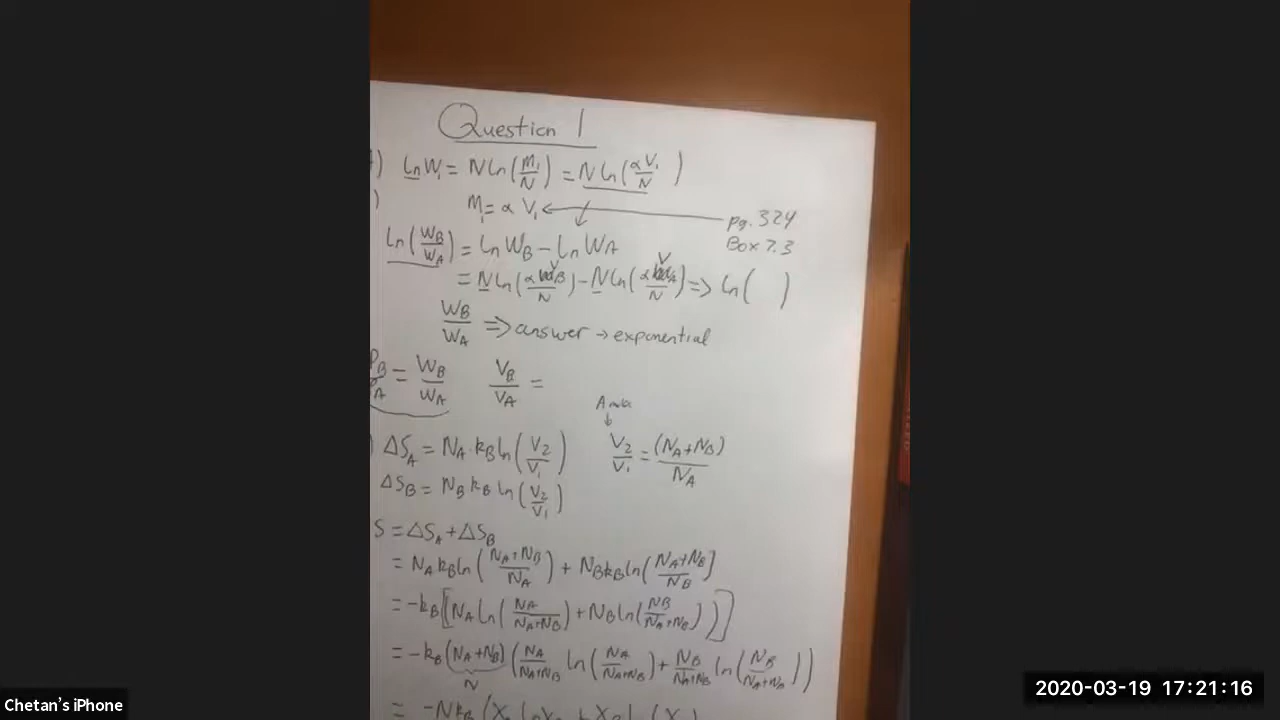 Question 1
ln W₁ = N ln(M₁/N) = N ln(αV₁/N)
M₁ = α V₁
pg. 324
Box 7.3
ln(W_B/W_A) = ln W_B − ln W_A
= N ln(αV_B/N) − N ln(αV_A/N) => ln( )
W_B/W_A => answer → exponential
P_B/P_A = W_B/W_A V_B/V_A =
ΔS_A = N_A·k_B ln(V₂/V₁) V₂/V₁ = (N_A+N_B)/N_A
ΔS_B = N_B k_B ln(V₂/V₁)
S = ΔS_A + ΔS_B
= N_A k_B ln((N_A+N_B)/N_A) + N_B k_B ln((N_A+N_B)/N_B)
= -k_B[N_A ln(N_A/(N_A+N_B)) + N_B ln(N_B/(N_A+N_B))]
= -k_B (N_A+N_B) (N_A/(N_A+N_B) ln(N_A/(N_A+N_B)) + N_B/(N_A+N_B) ln(N_B/(N_A+N_B)))
N
= -Nk_B
Chetan's iPhone
2020-03-19 17:21:16